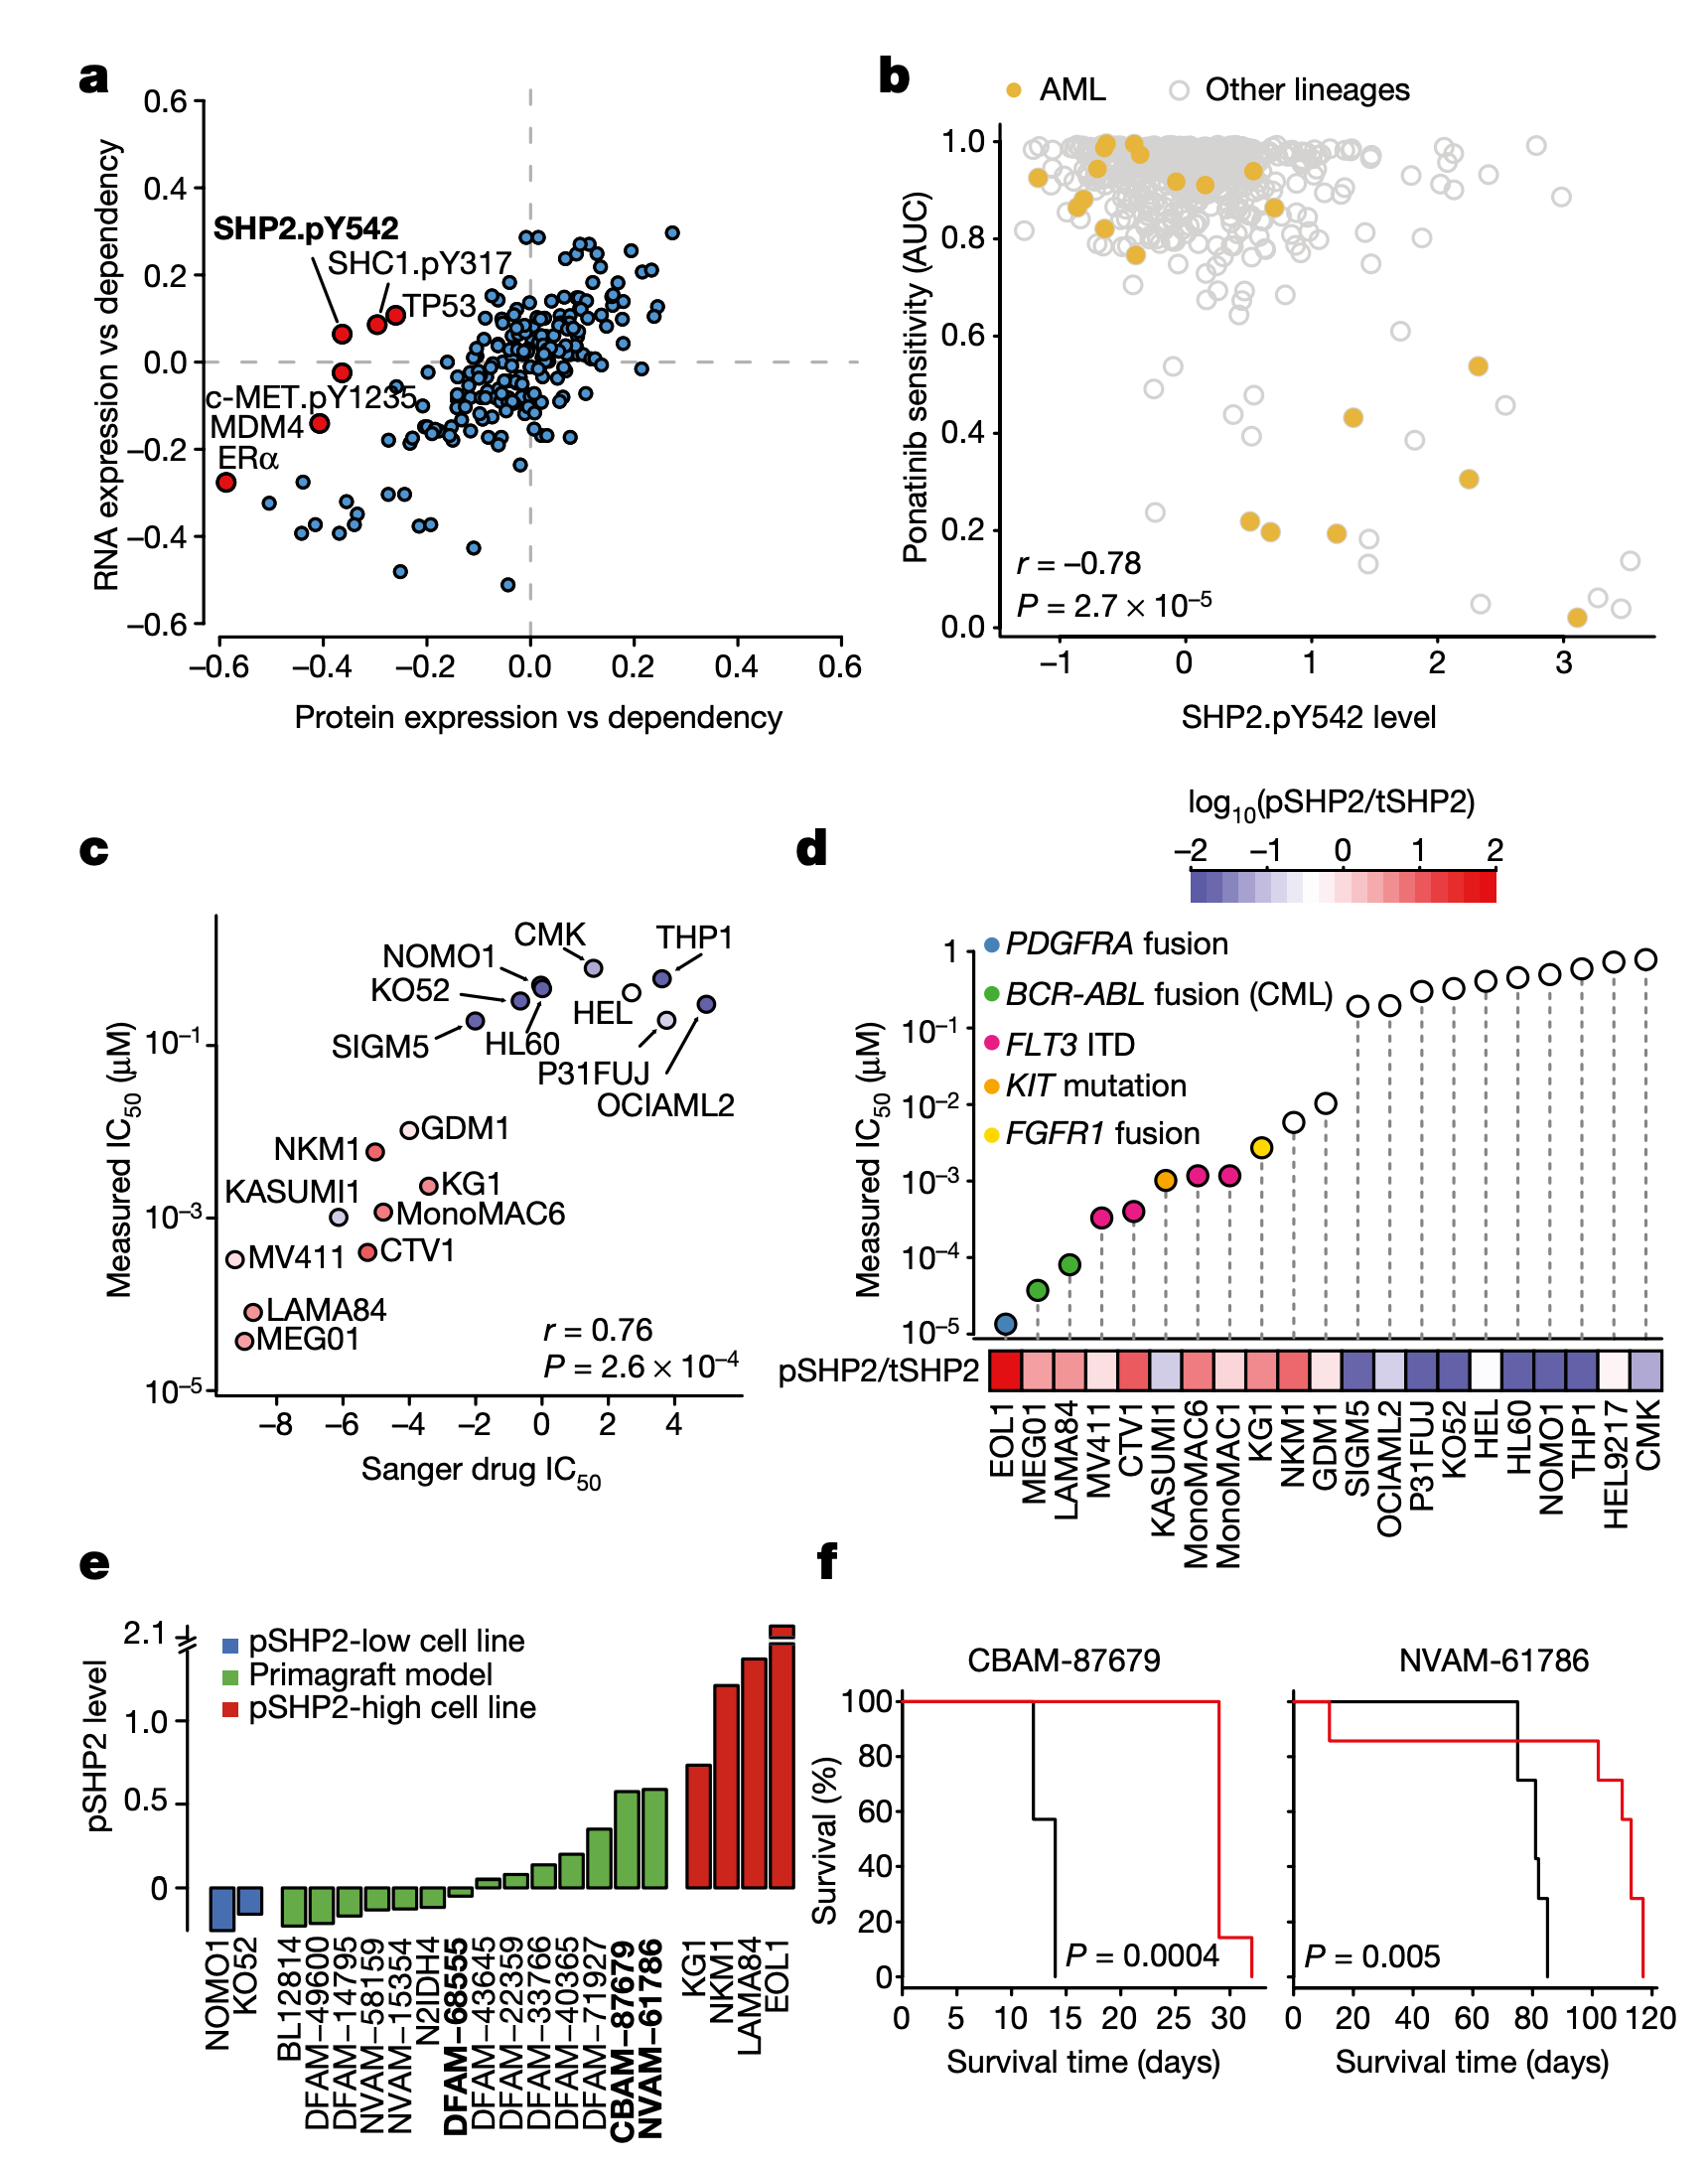 a
RNA expression vs dependency
0.6
0.4
0.2
0.0
–0.2
–0.4
–0.6
SHP2.pY542
SHC1.pY317
TP53
c-MET.pY1235
MDM4
ERα
–0.6 –0.4 –0.2 0.0 0.2 0.4 0.6
Protein expression vs dependency
b
AML Other lineages
Ponatinib sensitivity (AUC)
1.0
0.8
0.6
0.4
0.2
0.0
r = –0.78
P = 2.7 × 10–5
–1 0 1 2 3
SHP2.pY542 level
c
Measured IC50 (μM)
10–1
10–3
10–5
CMK
THP1
NOMO1
KO52
HEL
SIGM5
HL60
P31FUJ
OCIAML2
GDM1
NKM1
KG1
KASUMI1
MonoMAC6
MV411
CTV1
LAMA84
MEG01
r = 0.76
P = 2.6 × 10–4
–8 –6 –4 –2 0 2 4
Sanger drug IC50
d
log10(pSHP2/tSHP2)
–2 –1 0 1 2
Measured IC50 (μM)
1
10–1
10–2
10–3
10–4
10–5
PDGFRA fusion
BCR-ABL fusion (CML)
FLT3 ITD
KIT mutation
FGFR1 fusion
pSHP2/tSHP2
EOL1
MEG01
LAMA84
MV411
CTV1
KASUMI1
MonoMAC6
MonoMAC1
KG1
NKM1
GDM1
SIGM5
OCIAML2
P31FUJ
KO52
HEL
HL60
NOMO1
THP1
HEL9217
CMK
e
pSHP2 level
2.1
1.0
0.5
0
pSHP2-low cell line
Primagraft model
pSHP2-high cell line
NOMO1
KO52
BL12814
DFAM–49600
DFAM–14795
NVAM–58159
NVAM–15354
N2IDH4
DFAM–68555
DFAM–43645
DFAM–22359
DFAM–33766
DFAM–40365
DFAM–71927
CBAM–87679
NVAM–61786
KG1
NKM1
LAMA84
EOL1
f
CBAM-87679
Survival (%)
100
80
60
40
20
0
P = 0.0004
0 5 10 15 20 25 30
Survival time (days)
NVAM-61786
P = 0.005
0 20 40 60 80 100 120
Survival time (days)